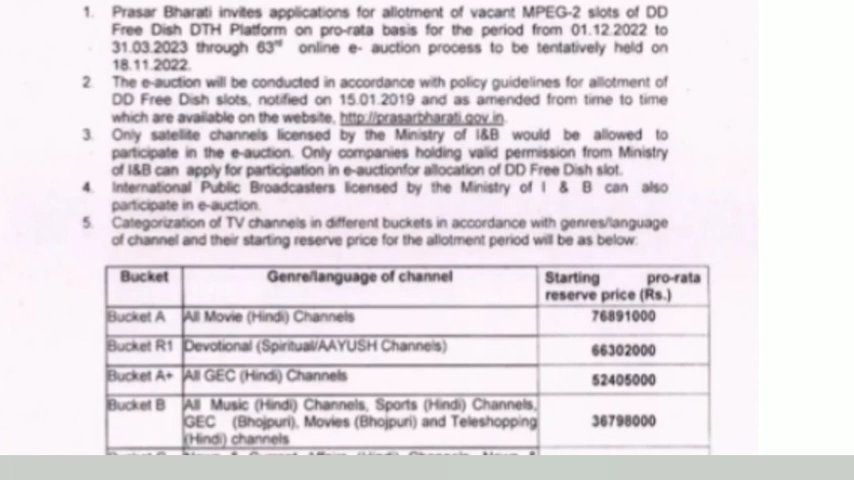 1. Prasar Bharati invites applications for allotment of vacant MPEG-2 slots of DD
Free Dish DTH Platform on pro-rata basis for the period from 01.12.2022 to
31.03.2023 through 63rd online e- auction process to be tentatively held on
18.11.2022.
2. The e-auction will be conducted in accordance with policy guidelines for allotment of
DD Free Dish slots, notified on 15.01.2019 and as amended from time to time
which are available on the website, http://prasarbharati.gov.in.
3. Only satellite channels licensed by the Ministry of I&B would be allowed to
participate in the e-auction. Only companies holding valid permission from Ministry
of I&B can apply for participation in e-auctionfor allocation of DD Free Dish slot.
4. International Public Broadcasters licensed by the Ministry of I & B can also
participate in e-auction.
5. Categorization of TV channels in different buckets in accordance with genres/language
of channel and their starting reserve price for the allotment period will be as below:
Bucket Genre/language of channel Starting pro-rata
reserve price (Rs.)
Bucket A All Movie (Hindi) Channels 76891000
Bucket R1 Devotional (Spiritual/AAYUSH Channels) 66302000
Bucket A+ All GEC (Hindi) Channels 52405000
Bucket B All Music (Hindi) Channels, Sports (Hindi) Channels,
GEC (Bhojpuri), Movies (Bhojpuri) and Teleshopping 36798000
(Hindi) channels